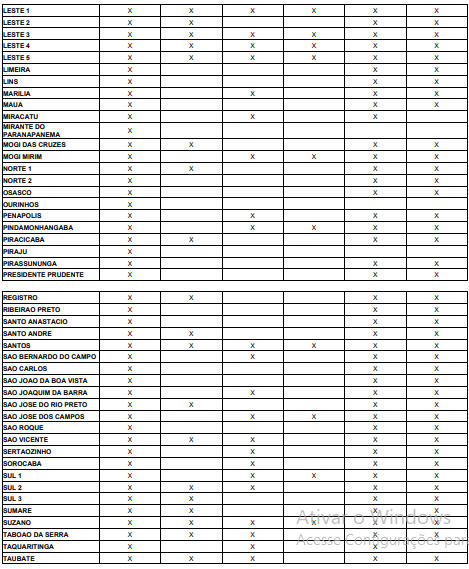 LESTE 1 X X X X X X
LESTE 2 X X X X
LESTE 3 X X X X X X
LESTE 4 X X X X X X
LESTE 5 X X X X X X
LIMEIRA X X X
LINS X X X
MARILIA X X X X
MAUA X X X
MIRACATU X X X
MIRANTE DO
PARANAPANEMA X
MOGI DAS CRUZES X X X X
MOGI MIRIM X X X X X
NORTE 1 X X X X
NORTE 2 X X X
OSASCO X X X
OURINHOS X
PENAPOLIS X X X X
PINDAMONHANGABA X X X X X
PIRACICABA X X X X
PIRAJU X
PIRASSUNUNGA X X X
PRESIDENTE PRUDENTE X X X
REGISTRO X X X X
RIBEIRAO PRETO X X X
SANTO ANASTACIO X X X
SANTO ANDRE X X X X
SANTOS X X X X X X
SAO BERNARDO DO CAMPO X X X X
SAO CARLOS X X X
SAO JOAO DA BOA VISTA X X X
SAO JOAQUIM DA BARRA X X X X
SAO JOSE DO RIO PRETO X X X X
SAO JOSE DOS CAMPOS X X X X X
SAO ROQUE X X X
SAO VICENTE X X X X X
SERTAOZINHO X X X X
SOROCABA X X X X
SUL 1 X X X X X
SUL 2 X X X X X
SUL 3 X X X X
SUMARE X X X X
SUZANO X X X X X X
TABOAO DA SERRA X X X X X
TAQUARITINGA X X X X
TAUBATE X X X X X
Ativar o Windows
Acesse Configurações par